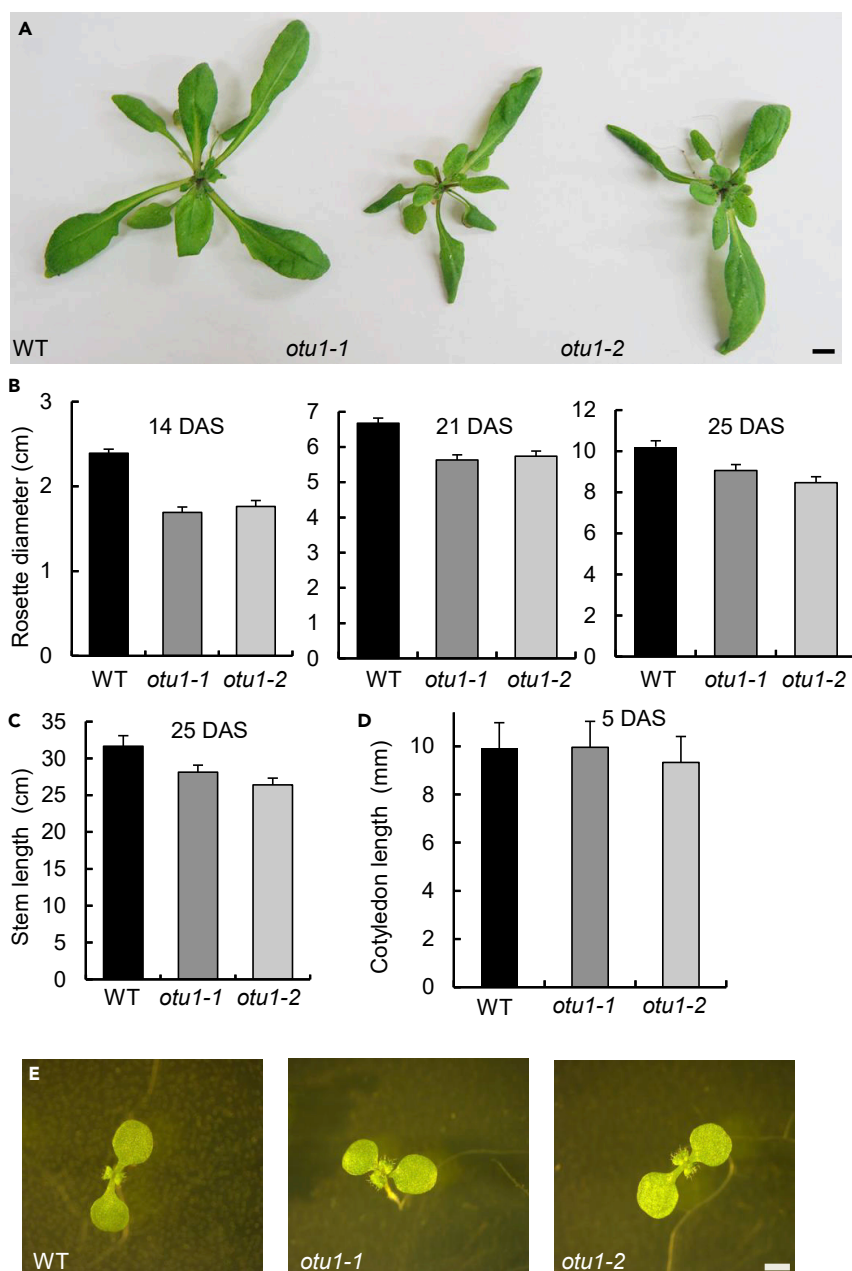 A
WT
otu1-1
otu1-2
B
Rosette diameter (cm)
3
2
1
0
14 DAS
WT
otu1-1
otu1-2
7
6
5
4
3
2
1
0
21 DAS
WT
otu1-1
otu1-2
12
10
8
6
4
2
0
25 DAS
WT
otu1-1
otu1-2
C
Stem length (cm)
35
30
25
20
15
10
5
0
25 DAS
WT
otu1-1
otu1-2
D
Cotyledon length (mm)
10
8
6
4
2
0
5 DAS
WT
otu1-1
otu1-2
E
WT
otu1-1
otu1-2